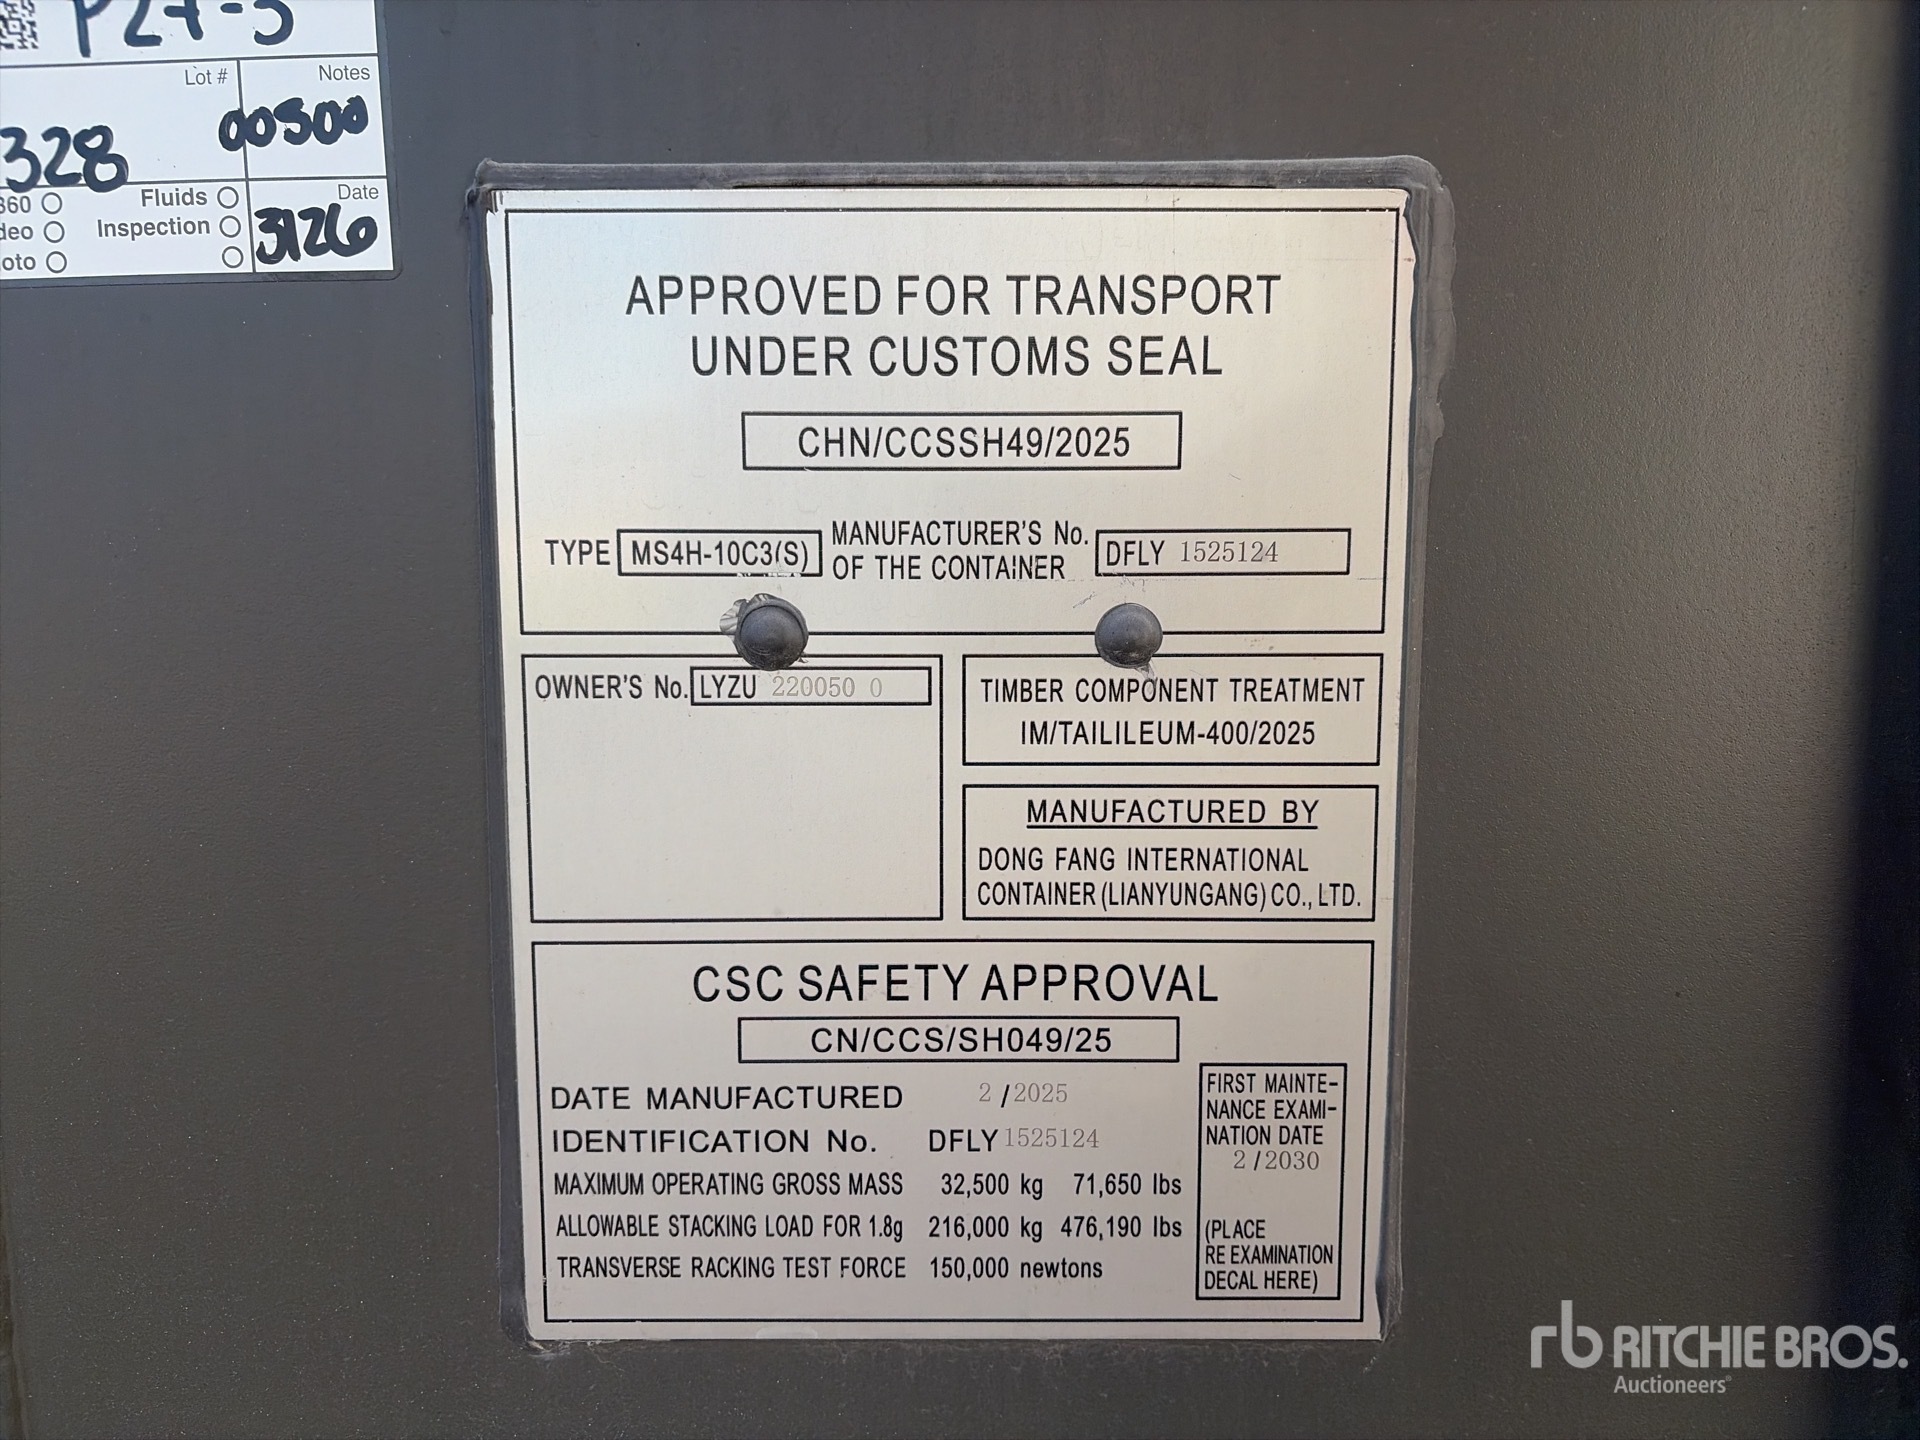 P27-5
Lot #
Notes
328
00500
360
Fluids
Date
deo
Inspection
3126
oto
APPROVED FOR TRANSPORT
UNDER CUSTOMS SEAL
CHN/CCSSH49/2025
TYPE MS4H-10C3(S) MANUFACTURER'S No. OF THE CONTAINER DFLY 1525124
OWNER'S No. LYZU 220050 0
TIMBER COMPONENT TREATMENT
IM/TAILILEUM-400/2025
MANUFACTURED BY
DONG FANG INTERNATIONAL
CONTAINER (LIANYUNGANG) CO., LTD.
CSC SAFETY APPROVAL
CN/CCS/SH049/25
DATE MANUFACTURED 2 / 2025
IDENTIFICATION No. DFLY 1525124
MAXIMUM OPERATING GROSS MASS 32,500 kg 71,650 lbs
ALLOWABLE STACKING LOAD FOR 1.8g 216,000 kg 476,190 lbs
TRANSVERSE RACKING TEST FORCE 150,000 newtons
FIRST MAINTE-
NANCE EXAMI-
NATION DATE
2 / 2030
(PLACE
RE EXAMINATION
DECAL HERE)
rb RITCHIE BROS.
Auctioneers